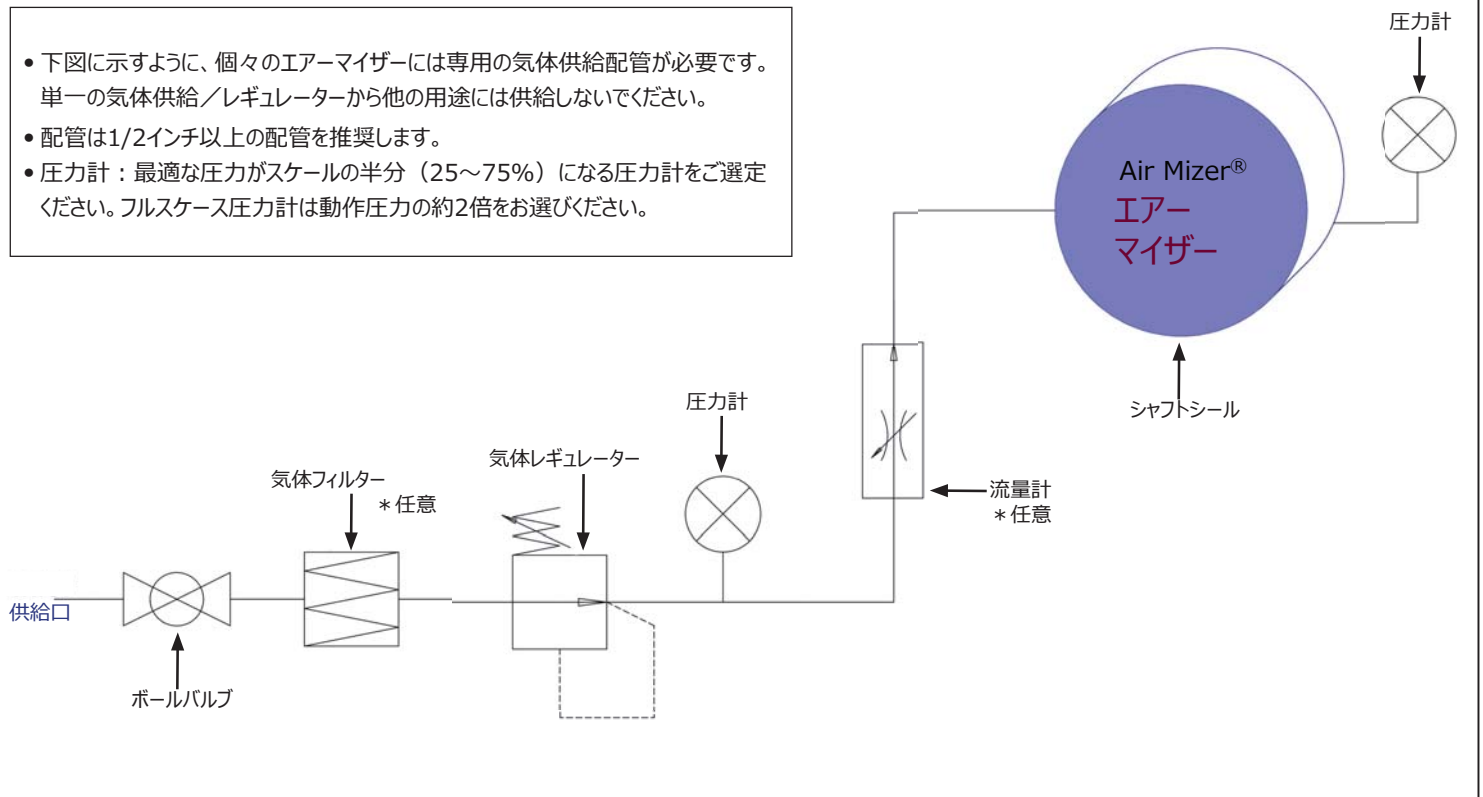 • 下図に示すように、個々のエアーマイザーには専用の気体供給配管が必要です。
単一の気体供給／レギュレーターから他の用途には供給しないでください。
• 配管は1/2インチ以上の配管を推奨します。
• 圧力計：最適な圧力がスケールの半分（25～75%）になる圧力計をご選定
ください。フルスケース圧力計は動作圧力の約2倍をお選びください。
圧力計
Air Mizer®
エアー
マイザー
シャフトシール
圧力計
気体レギュレーター
気体フィルター
＊任意
流量計
＊任意
供給口
ボールバルブ